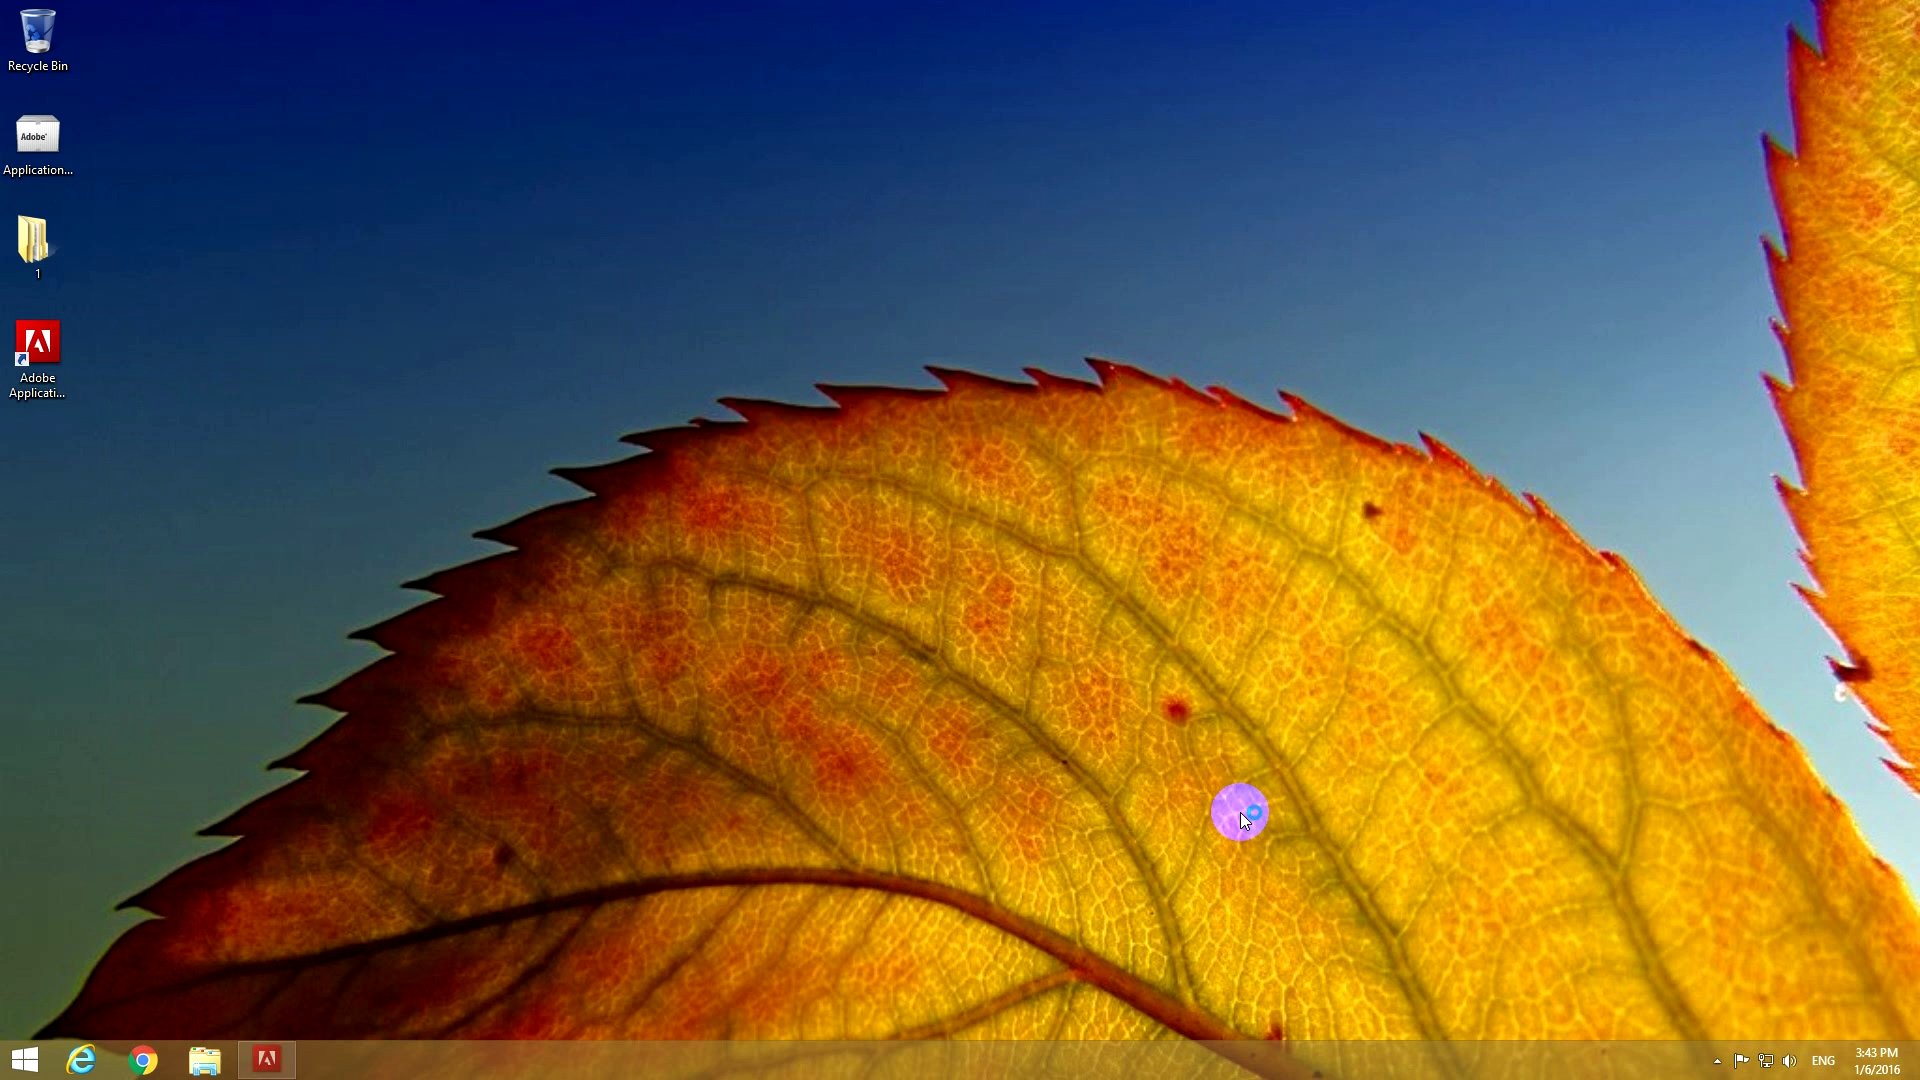 Recycle Bin
Adobe
Application...
1
Adobe
Applicati...
ENG
3:43 PM
1/6/2016